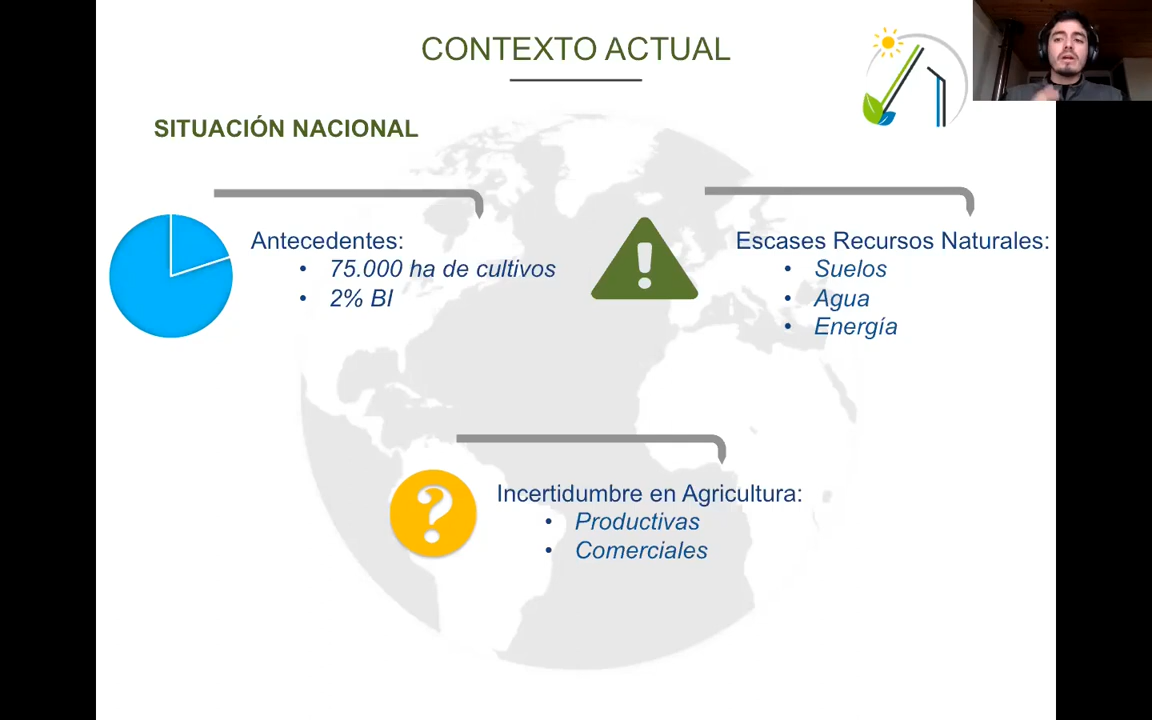 CONTEXTO ACTUAL
SITUACIÓN NACIONAL
Antecedentes:
• 75.000 ha de cultivos
• 2% BI
Escases Recursos Naturales:
• Suelos
• Agua
• Energía
Incertidumbre en Agricultura:
• Productivas
• Comerciales